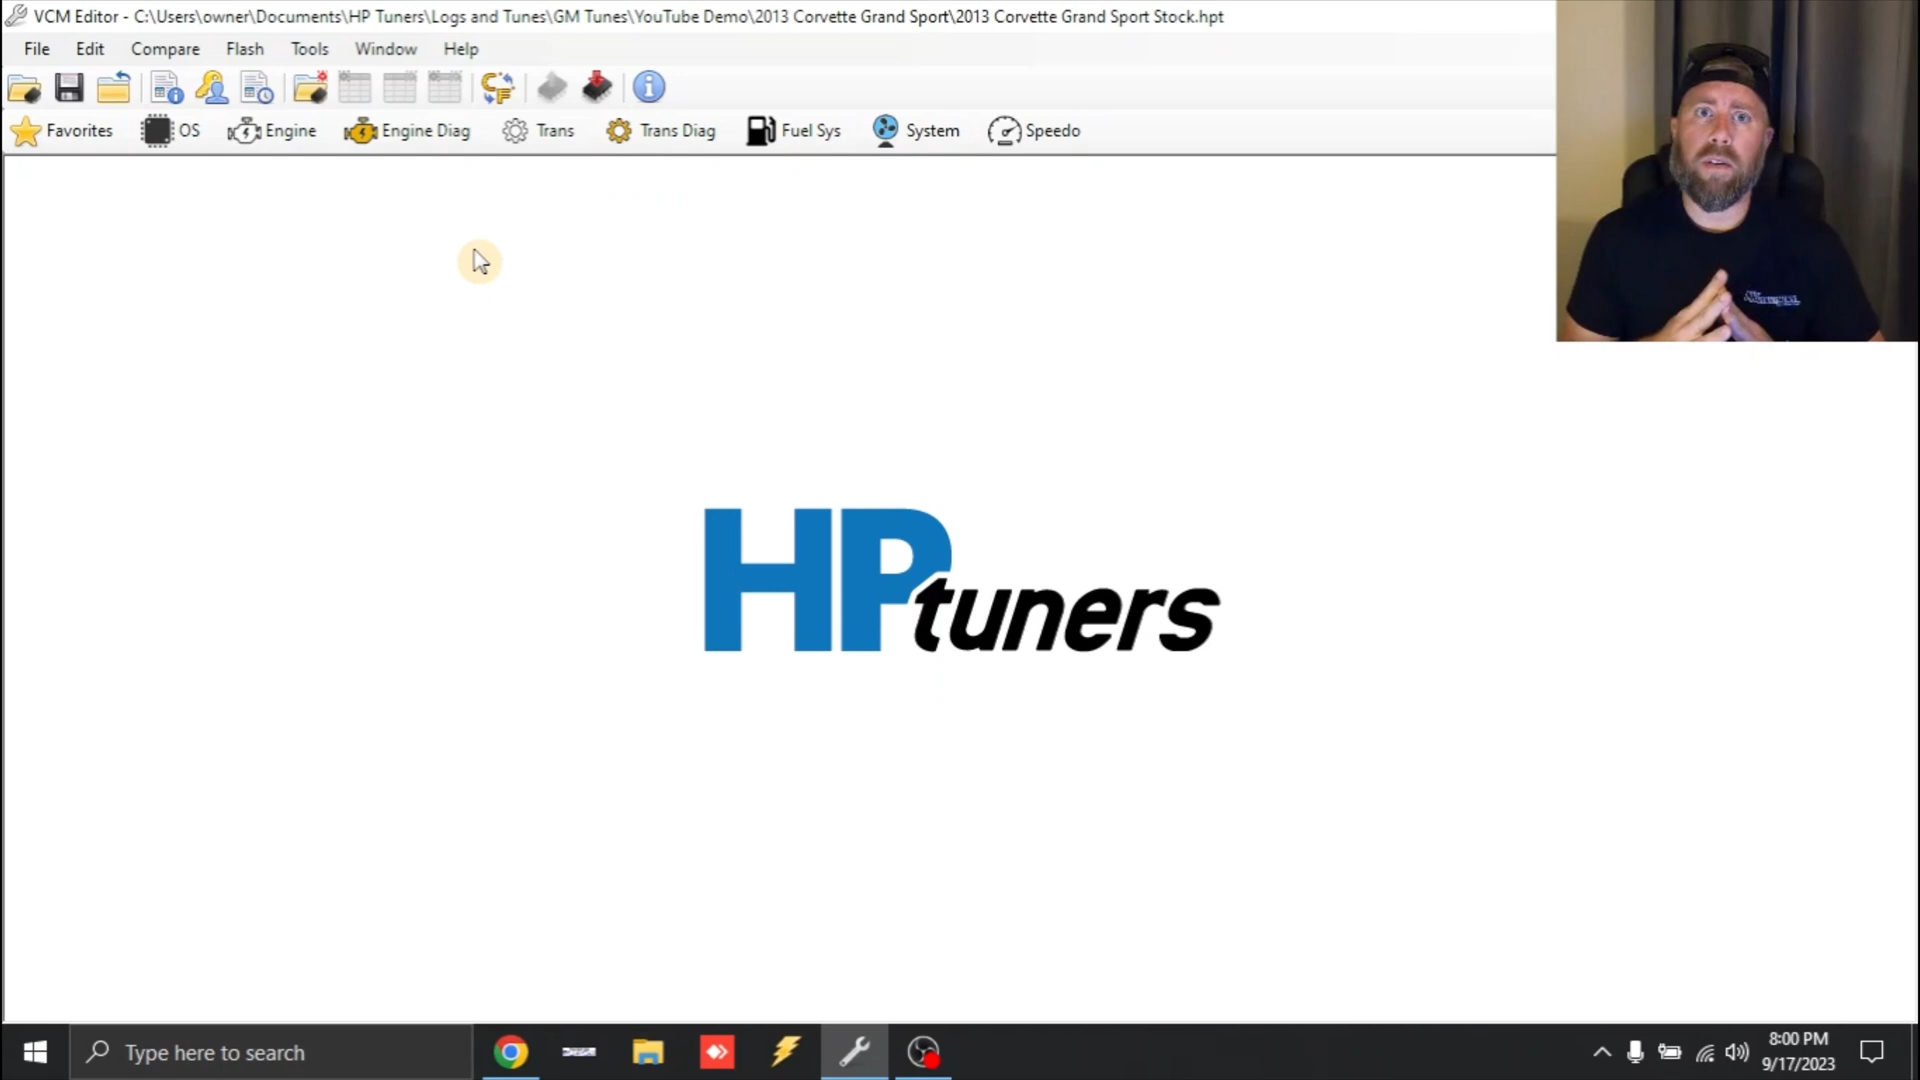 VCM Editor - C:\Users\owner\Documents\HP Tuners\Logs and Tunes\GM Tunes\YouTube Demo\2013 Corvette Grand Sport\2013 Corvette Grand Sport Stock.hpt
File Edit Compare Flash Tools Window Help
Favorites OS Engine Engine Diag Trans Trans Diag Fuel Sys System Speedo
HP tuners
Type here to search
8:00 PM
9/17/2023